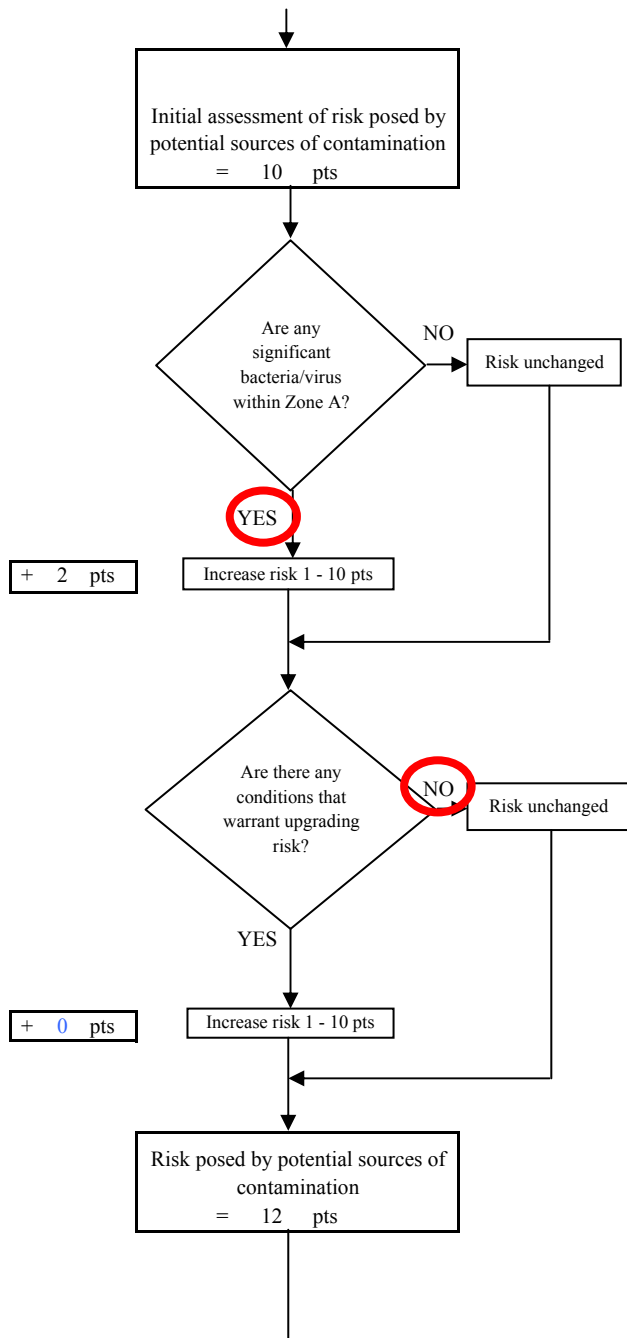 Initial assessment of risk posed by
potential sources of contamination
= 10 pts
Are any
significant
bacteria/virus
within Zone A?
NO
Risk unchanged
YES
+ 2 pts
Increase risk 1 - 10 pts
Are there any
conditions that
warrant upgrading
risk?
NO
Risk unchanged
YES
+ 0 pts
Increase risk 1 - 10 pts
Risk posed by potential sources of
contamination
= 12 pts